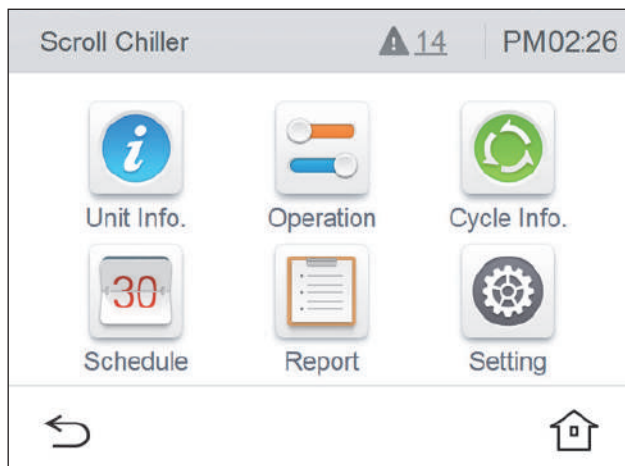 Scroll Chiller 14 PM02:26
i
Unit Info. Operation Cycle Info.
30
Schedule Report Setting